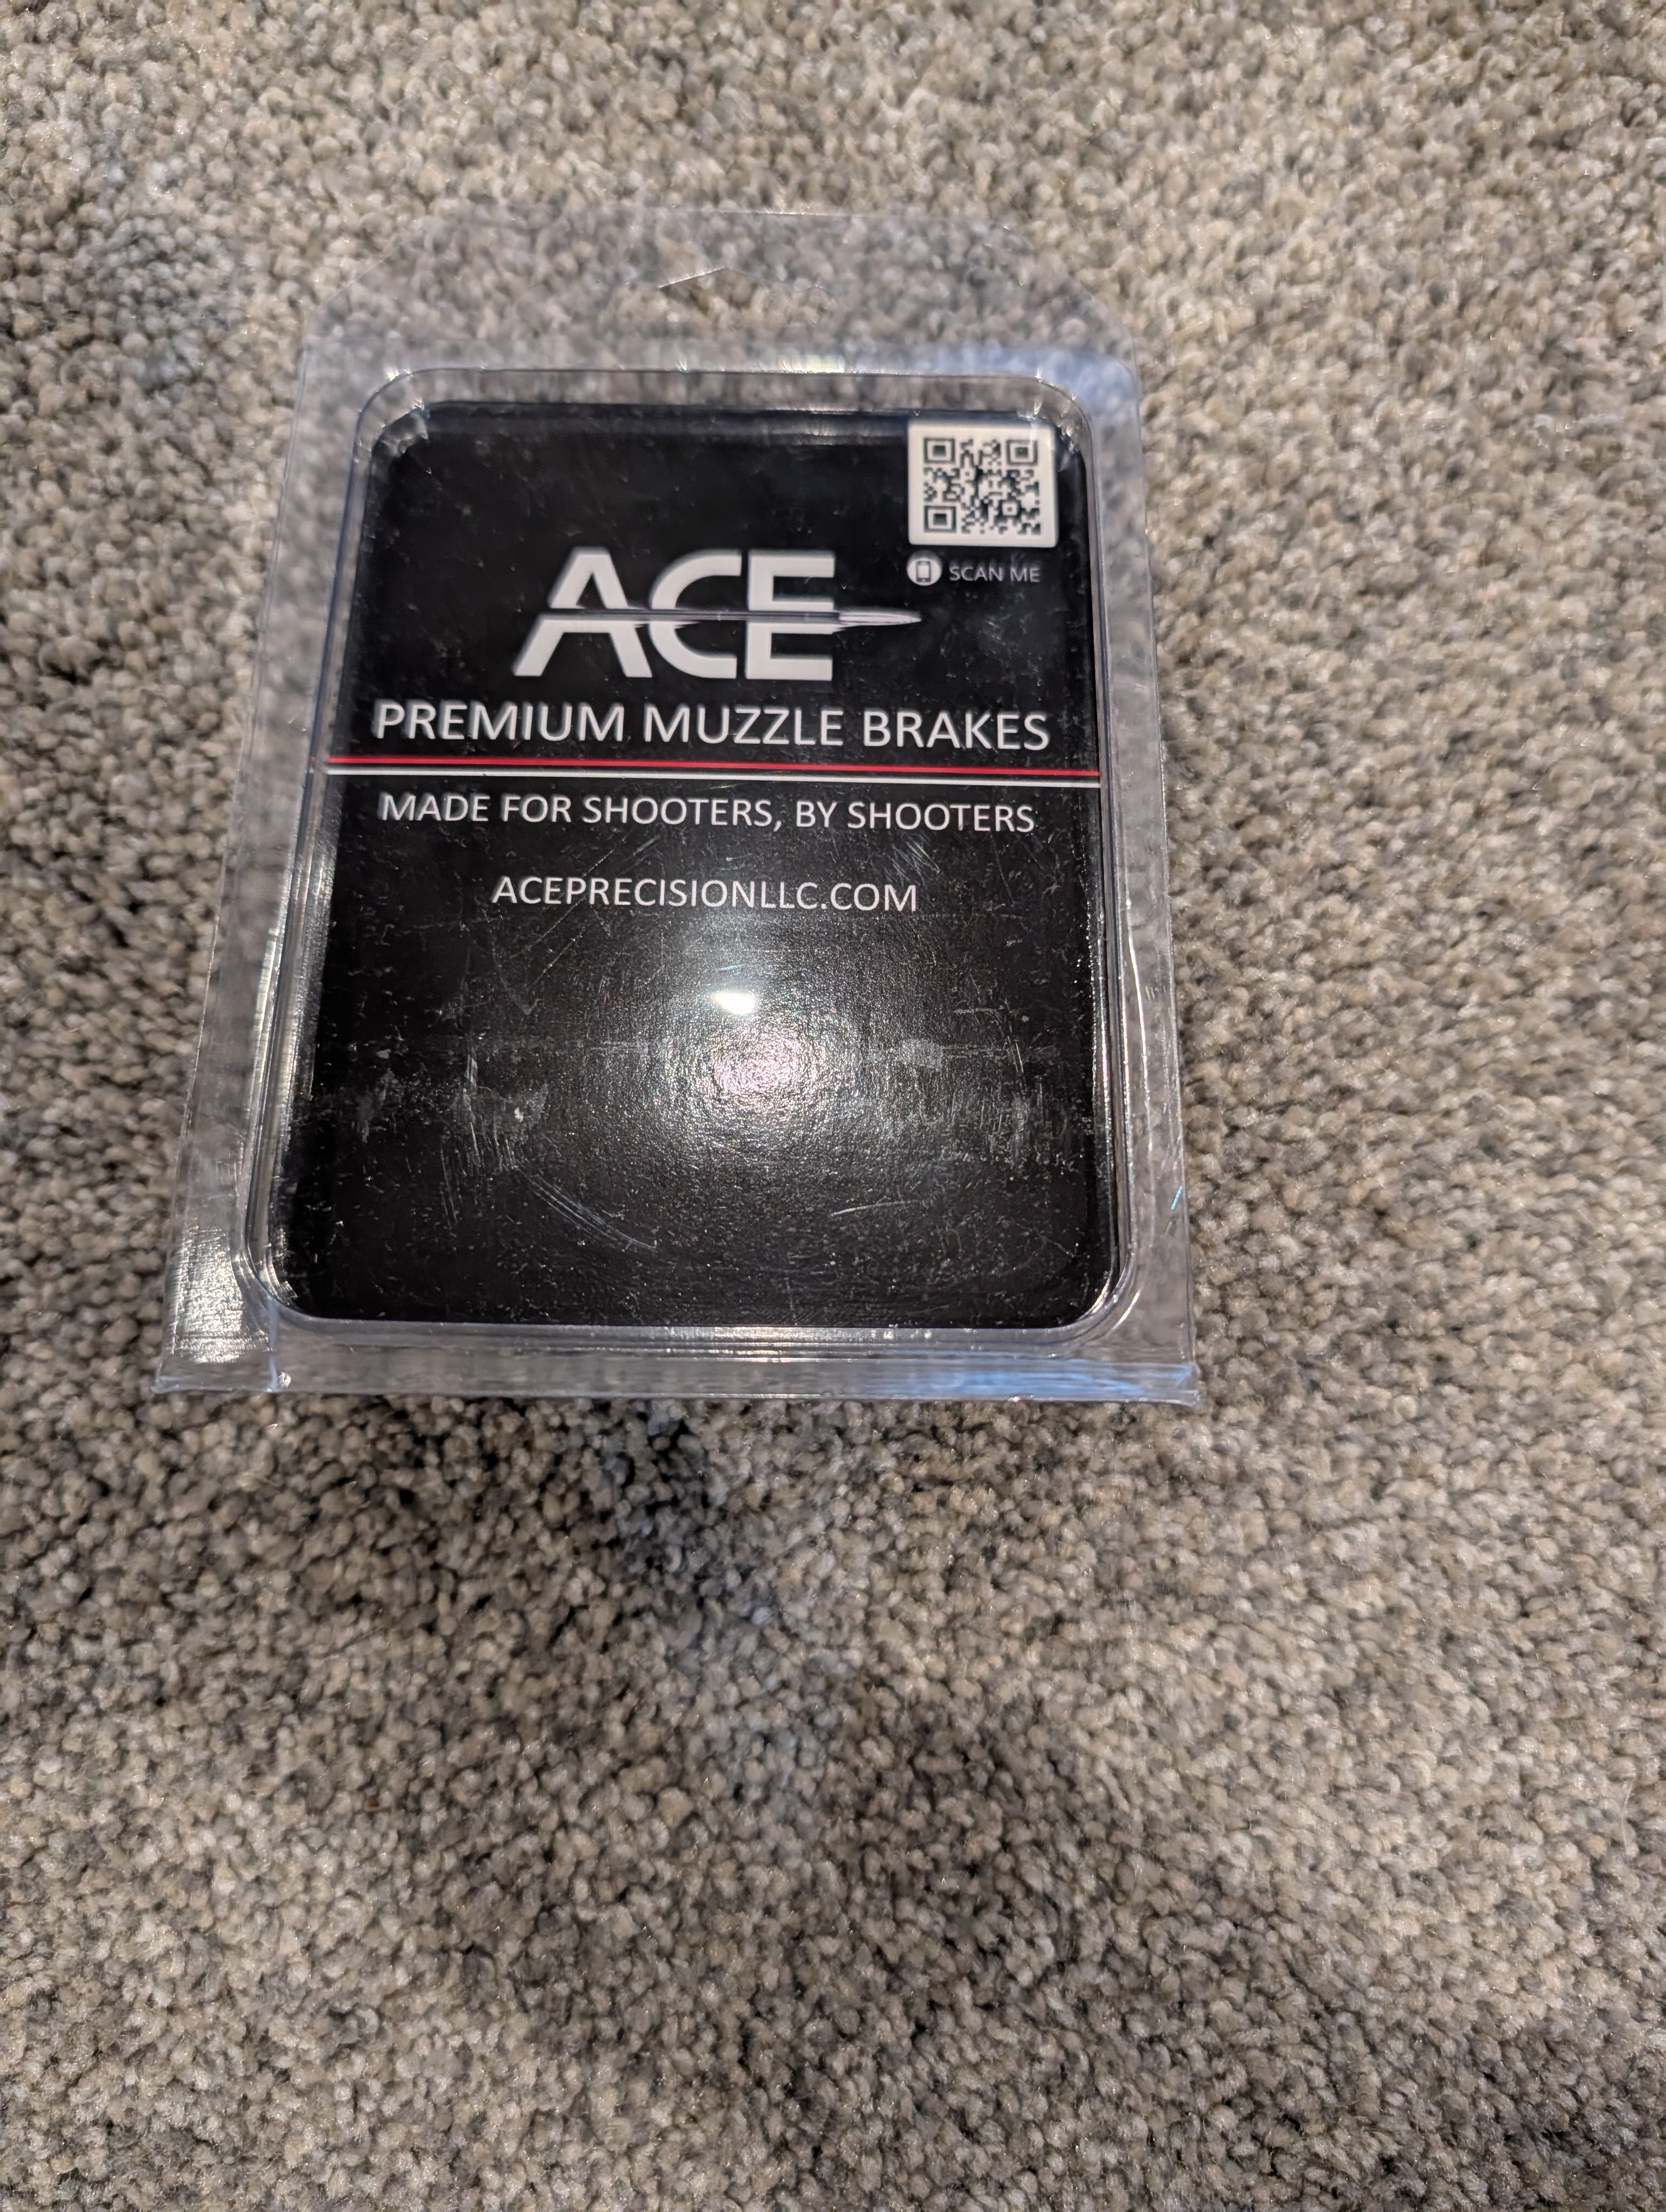 SCAN ME
ACE
PREMIUM MUZZLE BRAKES
MADE FOR SHOOTERS, BY SHOOTERS
ACEPRECISIONLLC.COM